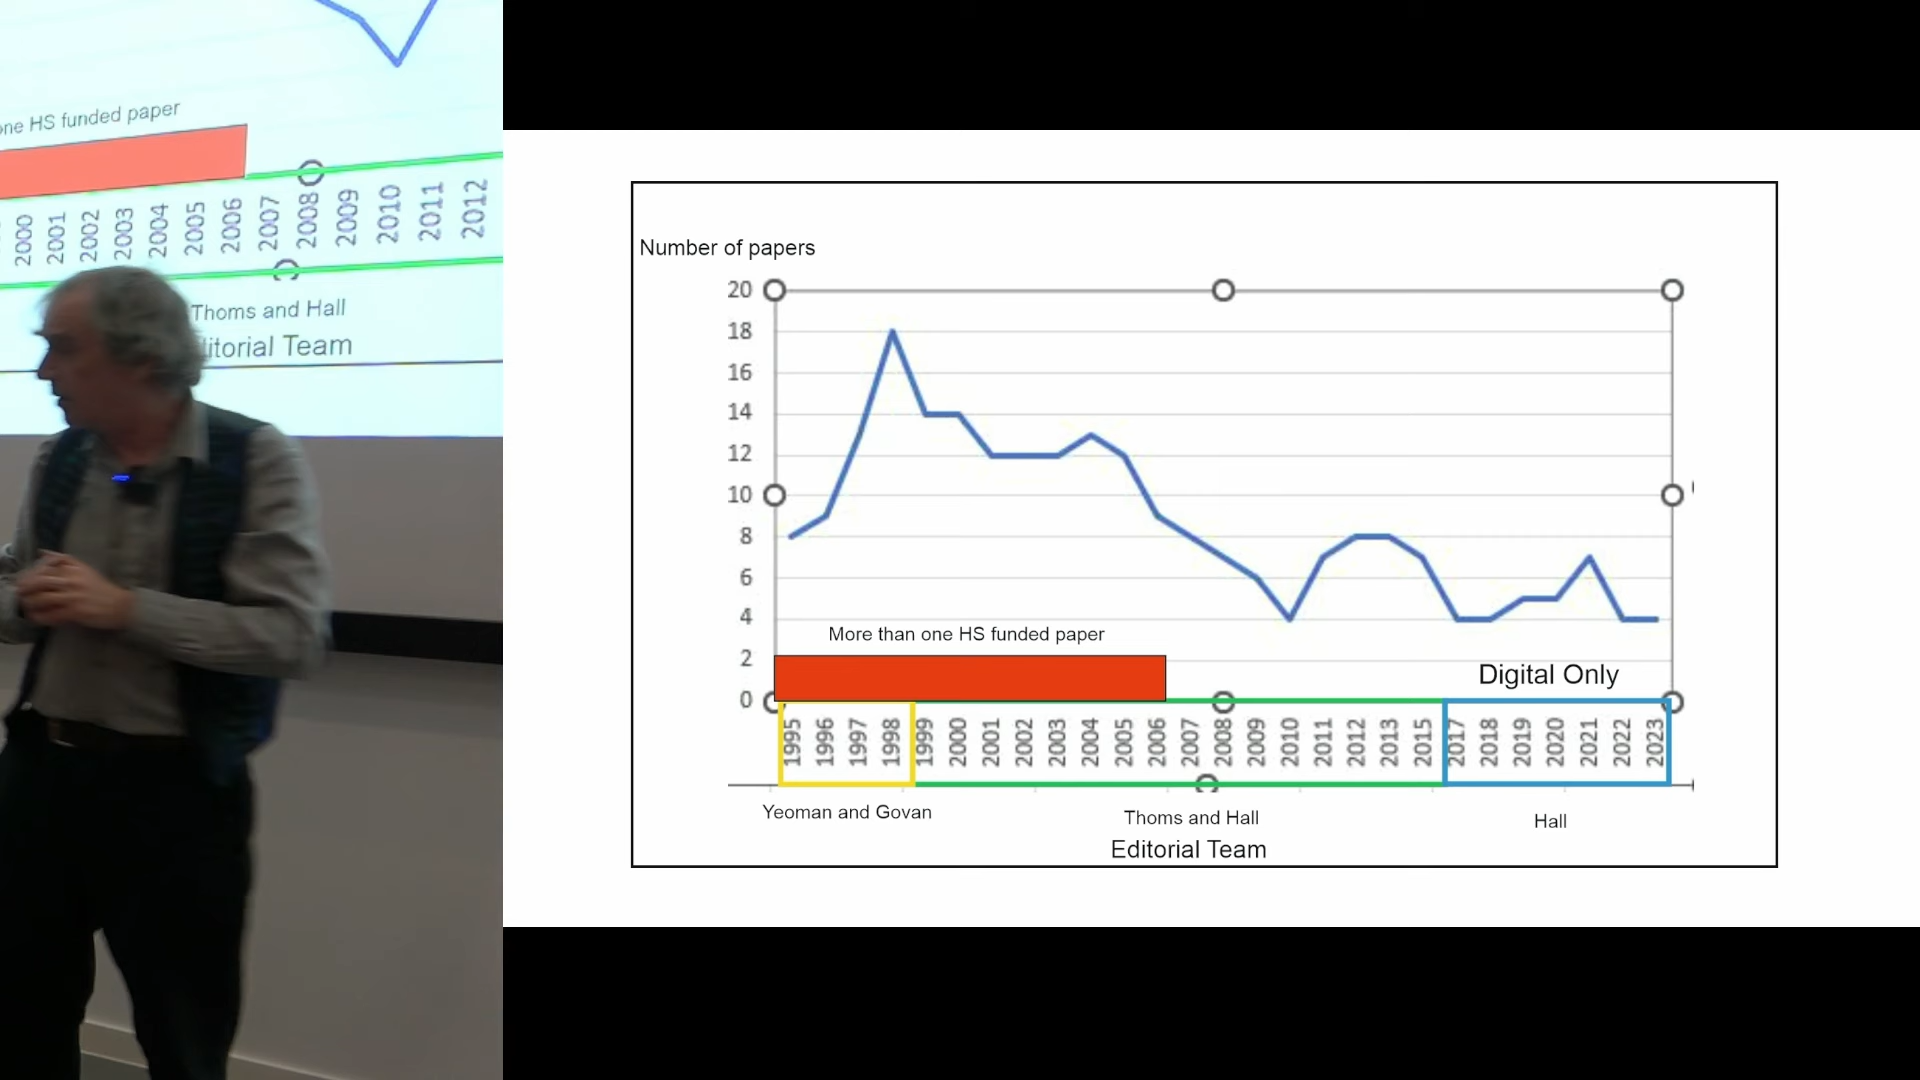 one HS funded paper
2000 2001 2002 2003 2004 2005 2006 2007 2008 2009 2010 2011 2012
Thoms and Hall
litorial Team
Number of papers
20
18
16
14
12
10
8
6
4
More than one HS funded paper
2
Digital Only
0
1995 1996 1997 1998 1999 2000 2001 2002 2003 2004 2005 2006 2007 2008 2009 2010 2011 2012 2013 2015 2017 2018 2019 2020 2021 2022 2023
Yeoman and Govan
Thoms and Hall
Hall
Editorial Team